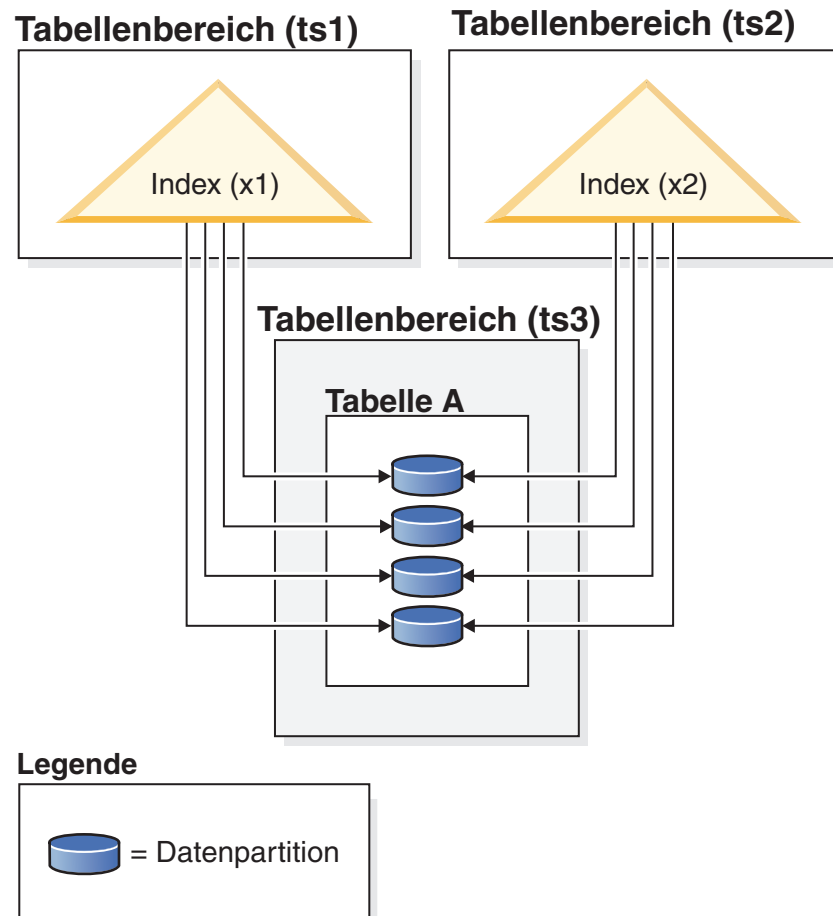 Tabellenbereich (ts1)
Tabellenbereich (ts2)
Index (x1)
Index (x2)
Tabellenbereich (ts3)
Tabelle A
Legende
= Datenpartition